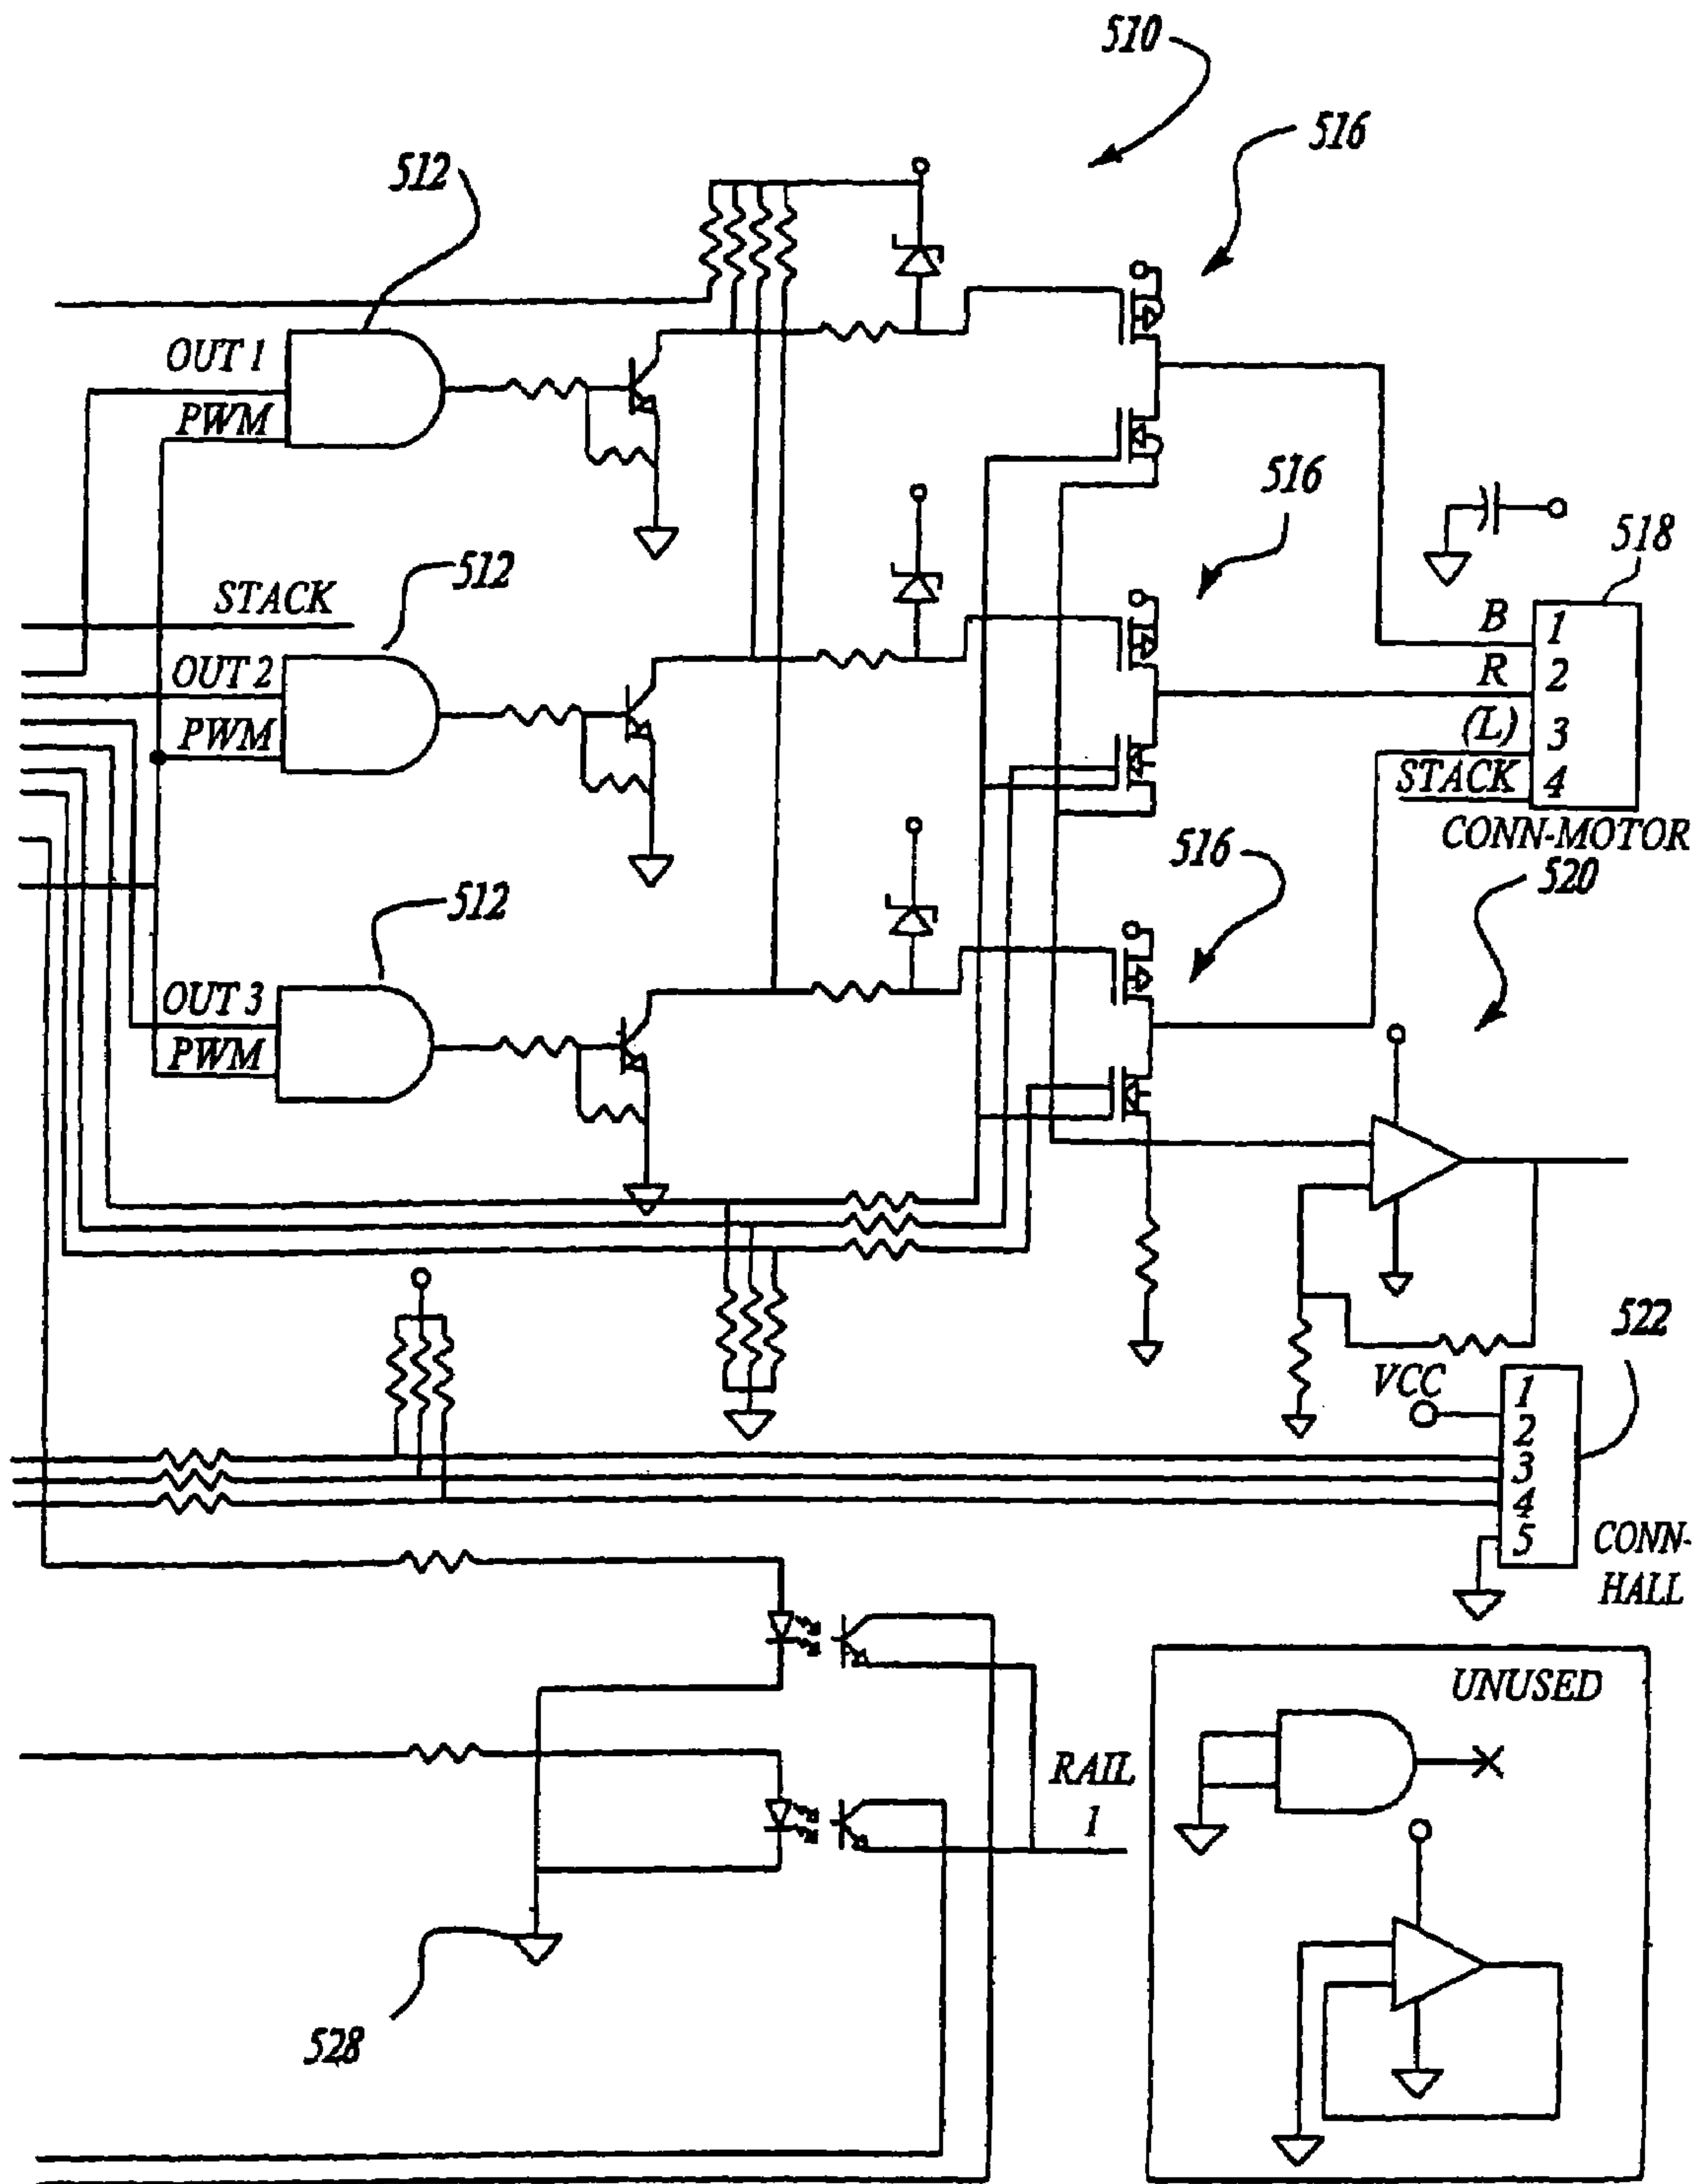 510
516
512
OUT 1
PWM
516
518
STACK
512
B 1
OUT 2
R 2
PWM
(L) 3
STACK 4
CONN-MOTOR
516
520
512
OUT 3
PWM
522
VCC
1
2
3
4
5
CONN-
HALL
UNUSED
RAIL
1
528